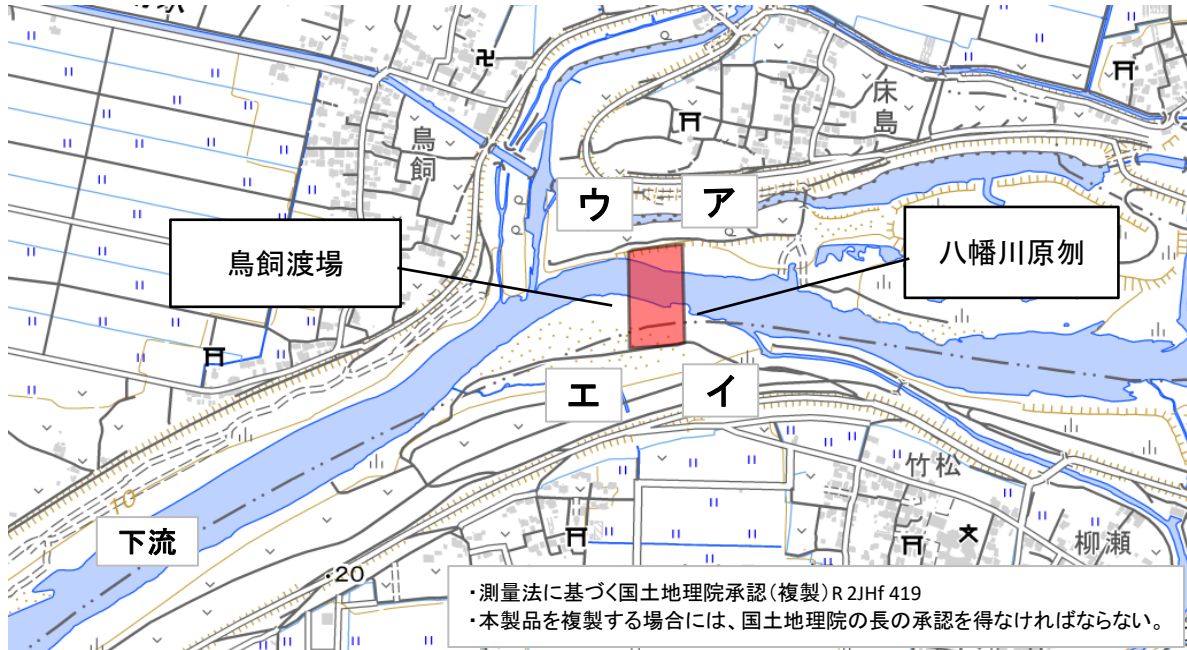 鳥飼
床島
ウ
ア
鳥飼渡場
八幡川原刎
エ
イ
竹松
10
下流
柳瀬
・20
・測量法に基づく国土地理院承認(複製)R 2JHf 419
・本製品を複製する場合には、国土地理院の長の承認を得なければならない。